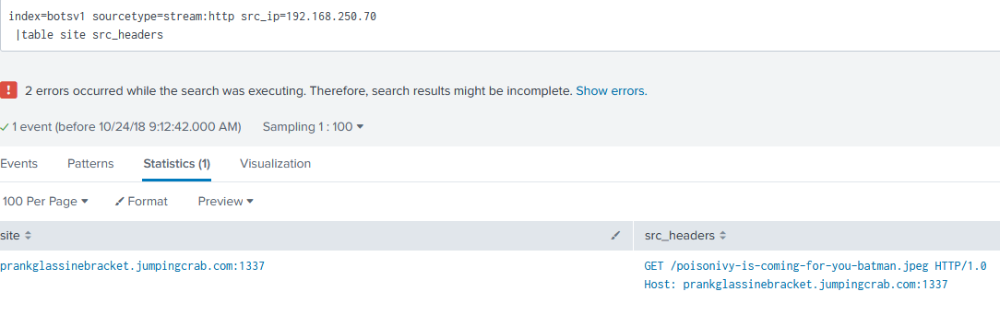 index=botsv1 sourcetype=stream:http src_ip=192.168.250.70
|table site src_headers
! 2 errors occurred while the search was executing. Therefore, search results might be incomplete. Show errors.
✓ 1 event (before 10/24/18 9:12:42.000 AM) Sampling 1 : 100
Events Patterns Statistics (1) Visualization
100 Per Page Format Preview
site src_headers
prankglassinebracket.jumpingcrab.com:1337 GET /poisonivy-is-coming-for-you-batman.jpeg HTTP/1.0
Host: prankglassinebracket.jumpingcrab.com:1337